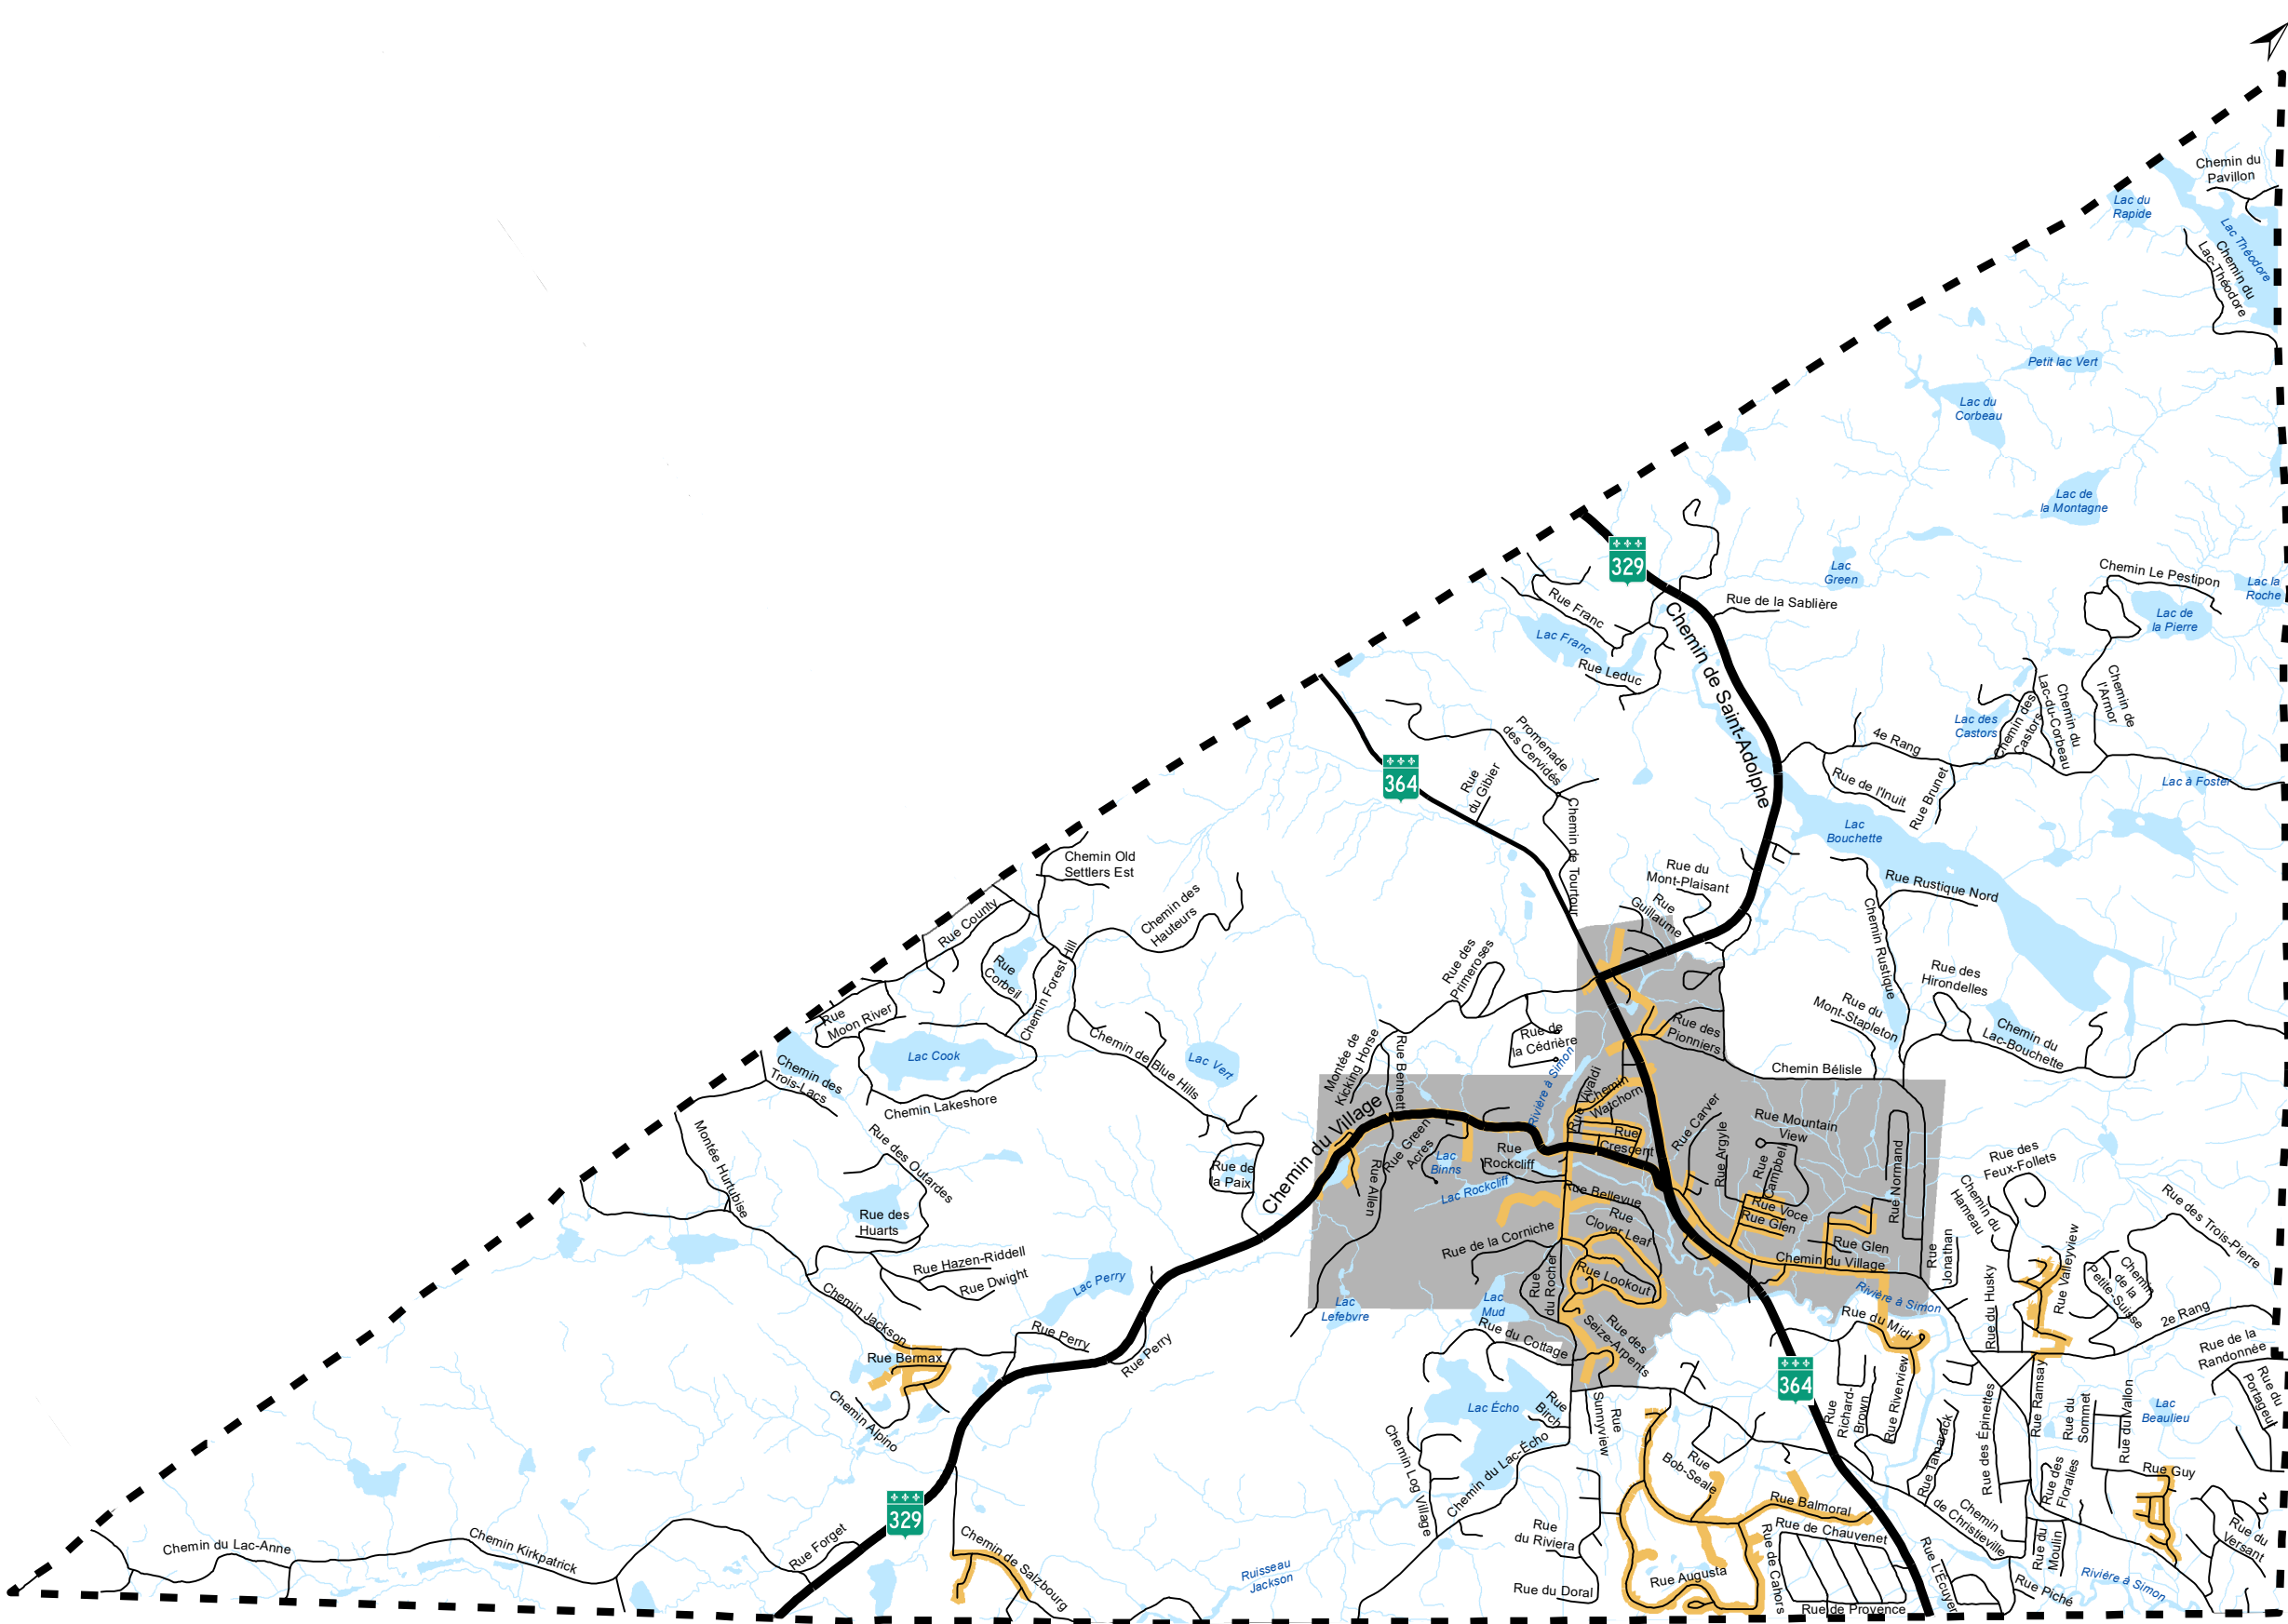 Chemin du
Pavillon
Lac du
Rapide
Lac Théodore
Chemin du
Lac-Théodore
Petit lac Vert
Lac du
Corbeau
Lac de
la Montagne
329
Lac
Green
Chemin Le Pestipon
Lac la
Roche
Rue Franc
Rue de la Sablière
Lac de
la Pierre
Lac Franc
Chemin de Saint-Adolphe
Rue Leduc
Chemin de
l'Armor
Chemin du
Lac-du-Corbeau
Chemin des
Castors
Lac des
Castors
4e Rang
Promenade
des Cervidés
364
Rue
du Gibier
Rue de l'Inuit
Rue Brunet
Lac à Foster
Chemin de Tourtour
Lac
Bouchette
Chemin Old
Settlers Est
Rue du
Mont-Plaisant
Rue
Guillaume
Rue Rustique Nord
Chemin des
Hauteurs
Rue County
Chemin Rustique
Rue
Corbeil
Chemin Forest Hill
Rue des
Primeroses
Rue des
Hirondelles
Rue
Moon River
Rue du
Mont-Stapleton
Rue des
Pionniers
Rue de
la Cédrière
Chemin du
Lac-Bouchette
Lac Cook
Chemin de Blue Hills
Lac Vert
Montée de
Kicking Horse
Rue Bennett
Rivière à Simon
Chemin Bélisle
Chemin des
Trois-Lacs
Chemin Lakeshore
Rue Vivaldi
Chemin
Watchorn
Chemin du Village
Rue Carver
Rue Mountain
View
Montée Hurtubise
Rue des Outardes
Rue Green
Acres
Lac
Binns
Rue
Rockcliff
Rue
Crescent
Rue Argyle
Rue
Campbell
Rue Normand
Rue des
Feux-Follets
Rue de
la Paix
Rue Allen
Lac Rockcliff
Rue Bellevue
Rue Voce
Rue Glen
Chemin du
Hameau
Rue des Trois-Pierre
Rue des
Huarts
Rue
Clover Leaf
Rue de la Corniche
Rue Glen
Chemin du Village
Rue
Jonathan
Rue Valleyview
Rue Hazen-Riddell
Rue Dwight
Lac Perry
Rue
du Rocher
Rue Lookout
Rue du Husky
Chemin
de la
Petite-Suisse
Lac
Lefebvre
Lac
Mud
Rivière à Simon
Chemin Jackson
Rue Perry
Rue Perry
Rue du Cottage
Rue des
Seize-Arpents
Rue du Midi
2e Rang
Rue de la
Randonnée
Rue Bermax
364
Rue du
Portageur
Chemin Alpino
Lac Écho
Rue
Birch
Rue
Sunnyview
Rue
Richard-
Brown
Rue Riverview
Rue Tamarack
Rue des Épinettes
Rue Ramsay
Rue du
Sommet
Rue du Vallon
Lac
Beaulieu
Chemin Log Village
Chemin du Lac-Écho
Rue
Bob-Seale
Rue des
Floralies
Rue Guy
329
Rue Balmoral
Chemin du Lac-Anne
Chemin Kirkpatrick
Rue Forget
Chemin de Salzbourg
Rue
du Riviera
Rue de Chauvenet
Chemin
de Christieville
Rue du
Moulin
Rue du
Versant
Ruisseau
Jackson
Rue du Doral
Rue Augusta
Rue de Cahors
Rue de Provence
Rue L'Écuyer
Rue Piché
Rivière à Simon